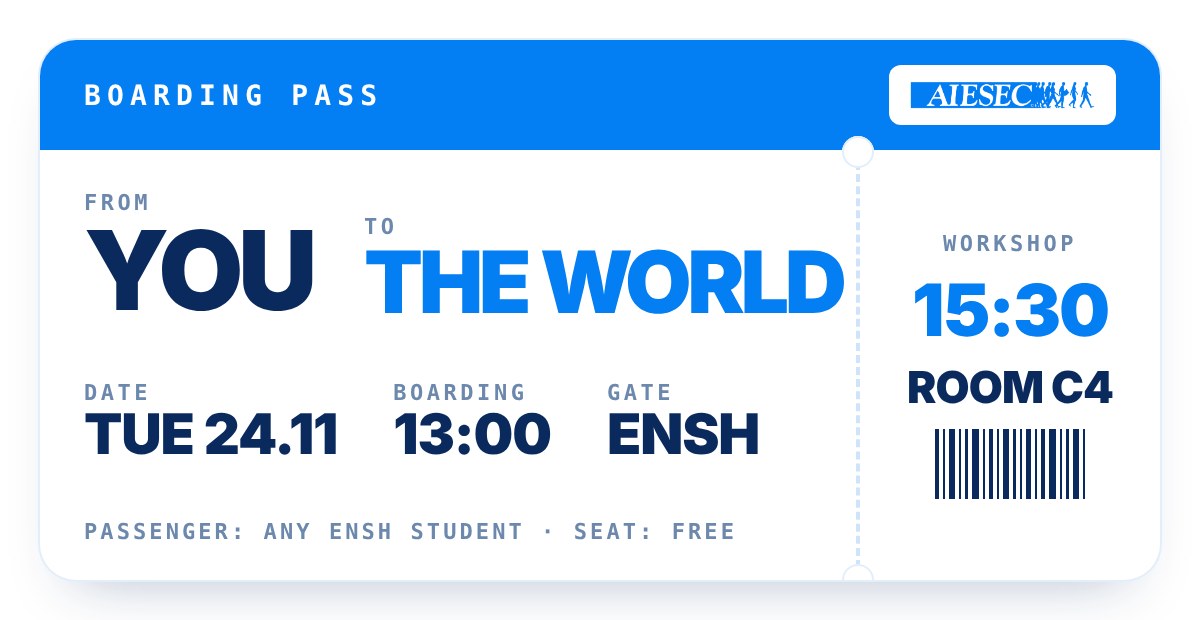 BOARDING PASS
AIESEC
FROM
YOU
TO
THE WORLD
DATE
TUE 24.11
BOARDING
13:00
GATE
ENSH
PASSENGER: ANY ENSH STUDENT · SEAT: FREE
WORKSHOP
15:30
ROOM C4